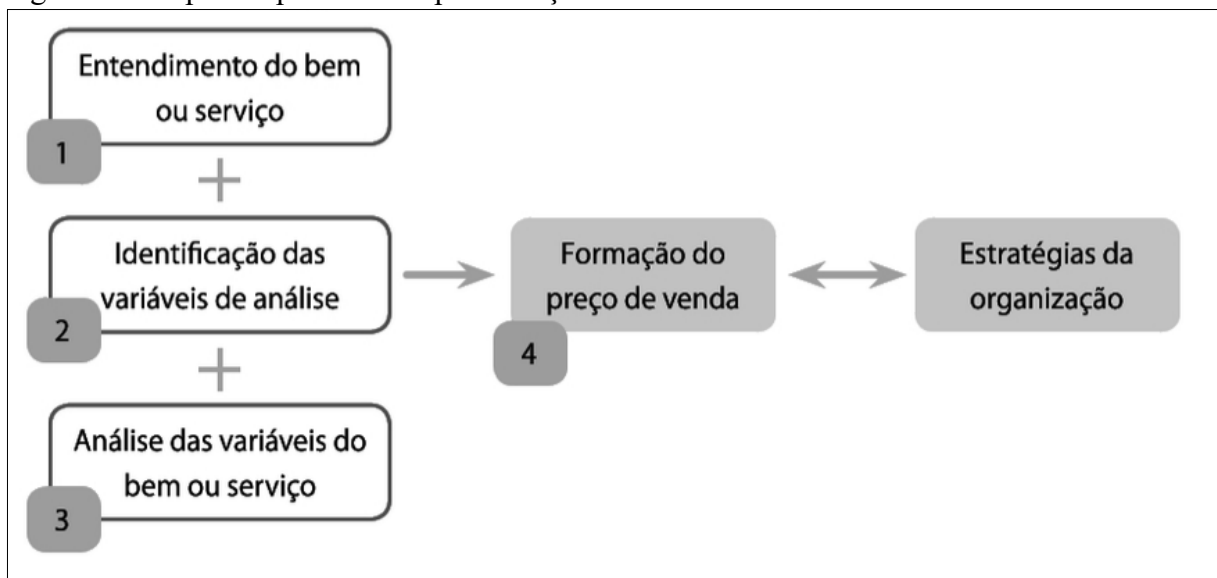 Entendimento do bem
ou serviço
1
Identificação das
variáveis de análise
2
Análise das variáveis do
bem ou serviço
3
Formação do
preço de venda
4
Estratégias da
organização